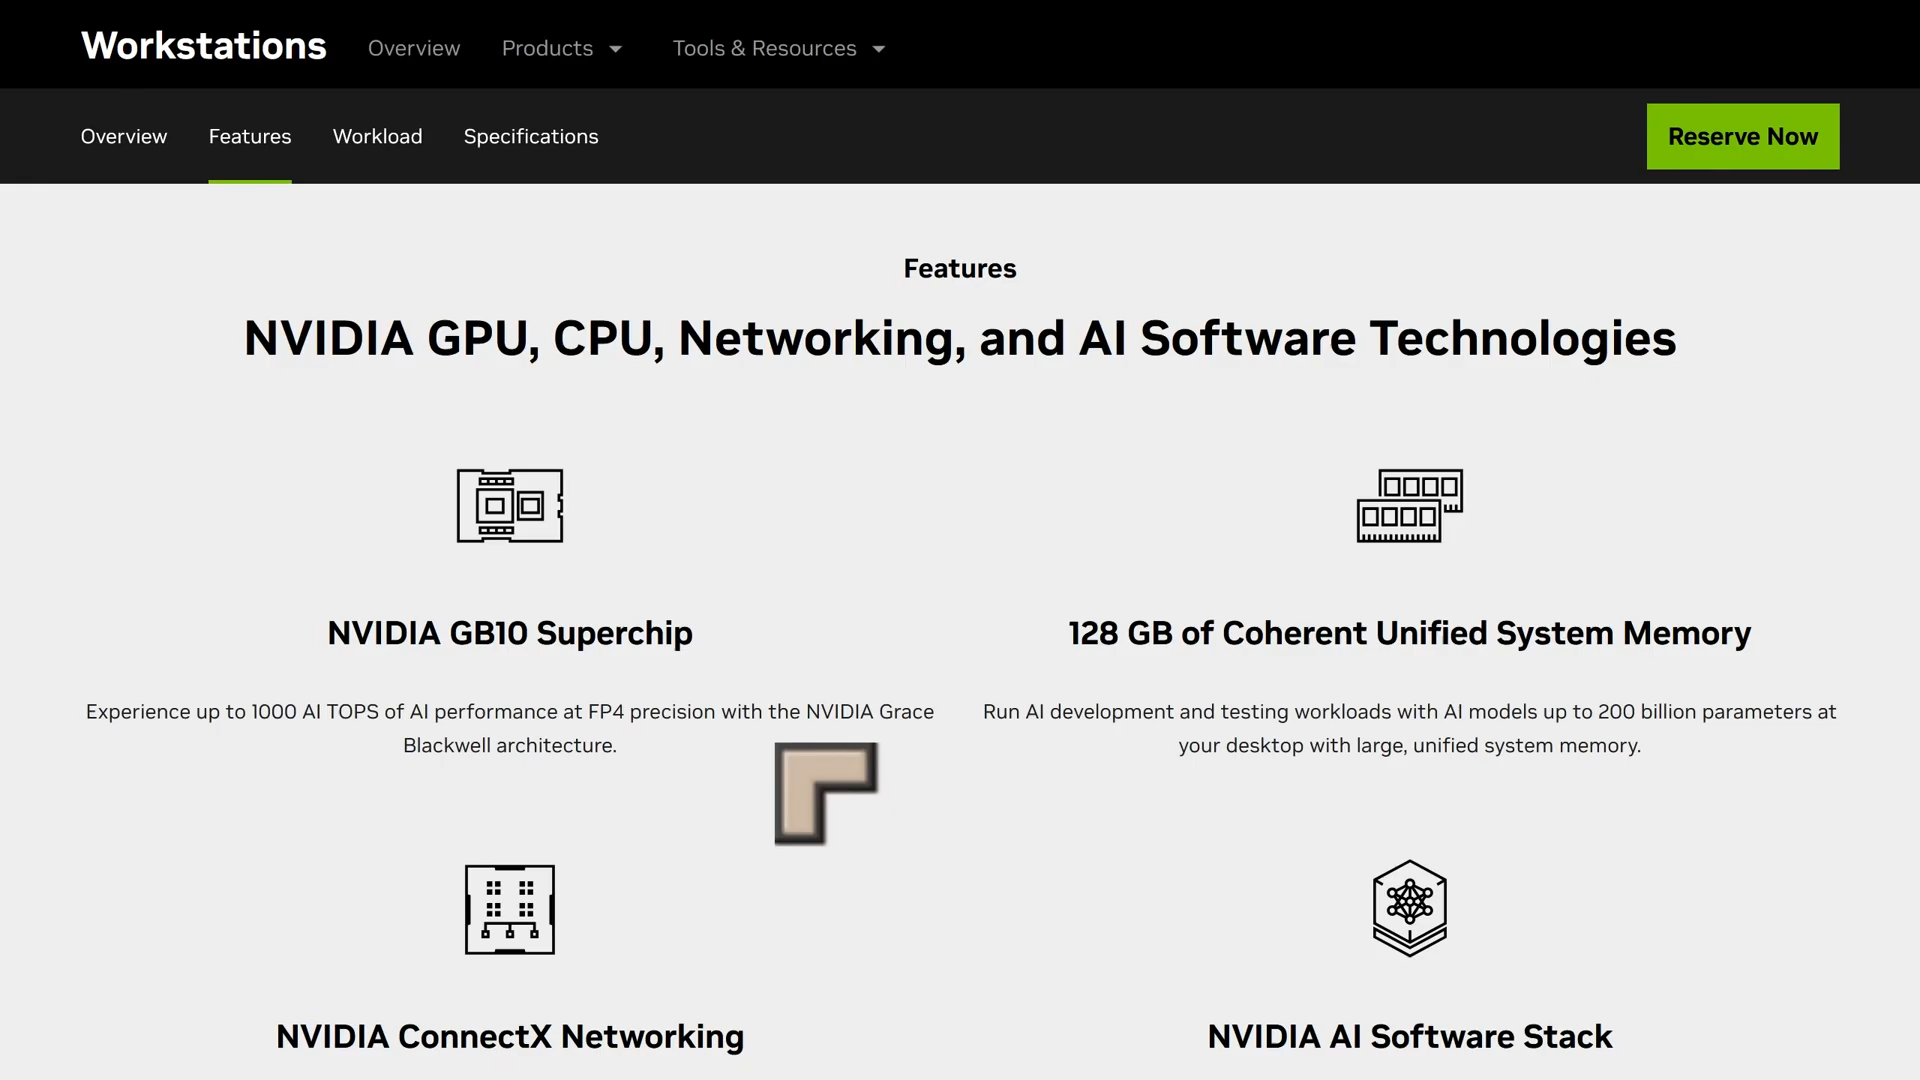 Workstations Overview Products Tools & Resources
Overview Features Workload Specifications Reserve Now
Features
NVIDIA GPU, CPU, Networking, and AI Software Technologies
NVIDIA GB10 Superchip
Experience up to 1000 AI TOPS of AI performance at FP4 precision with the NVIDIA Grace
Blackwell architecture.
128 GB of Coherent Unified System Memory
Run AI development and testing workloads with AI models up to 200 billion parameters at
your desktop with large, unified system memory.
NVIDIA ConnectX Networking
NVIDIA AI Software Stack